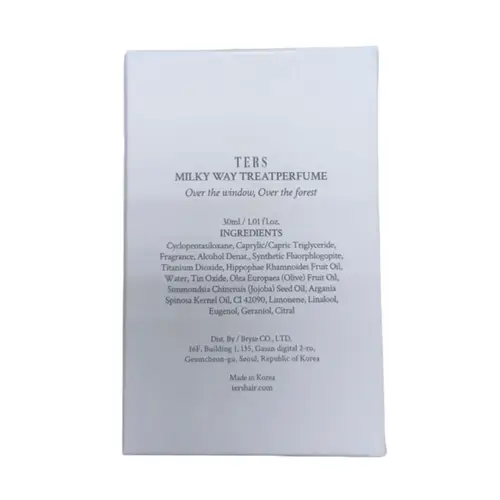 TERS
MILKY WAY TREATPERFUME
Over the window, Over the forest
30ml / 1.01 fl oz.
INGREDIENTS
Cyclopentasiloxane, Caprylic/Capric Triglyceride,
Fragrance, Alcohol Denat., Synthetic Fluorphlogopite,
Titanium Dioxide, Hippophae Rhamnoides Fruit Oil,
Water, Tin Oxide, Olea Europaea (Olive) Fruit Oil,
Simmondsia Chinensis (Jojoba) Seed Oil, Argania
Spinosa Kernel Oil, CI 42090, Limonene, Linalool,
Eugenol, Geraniol, Citral
Dist. By / Bryze CO., LTD.
16F, Building 1, 135, Gasan digital 2-ro,
Geumcheon-gu, Seoul, Republic of Korea
Made in Korea
tershair.com